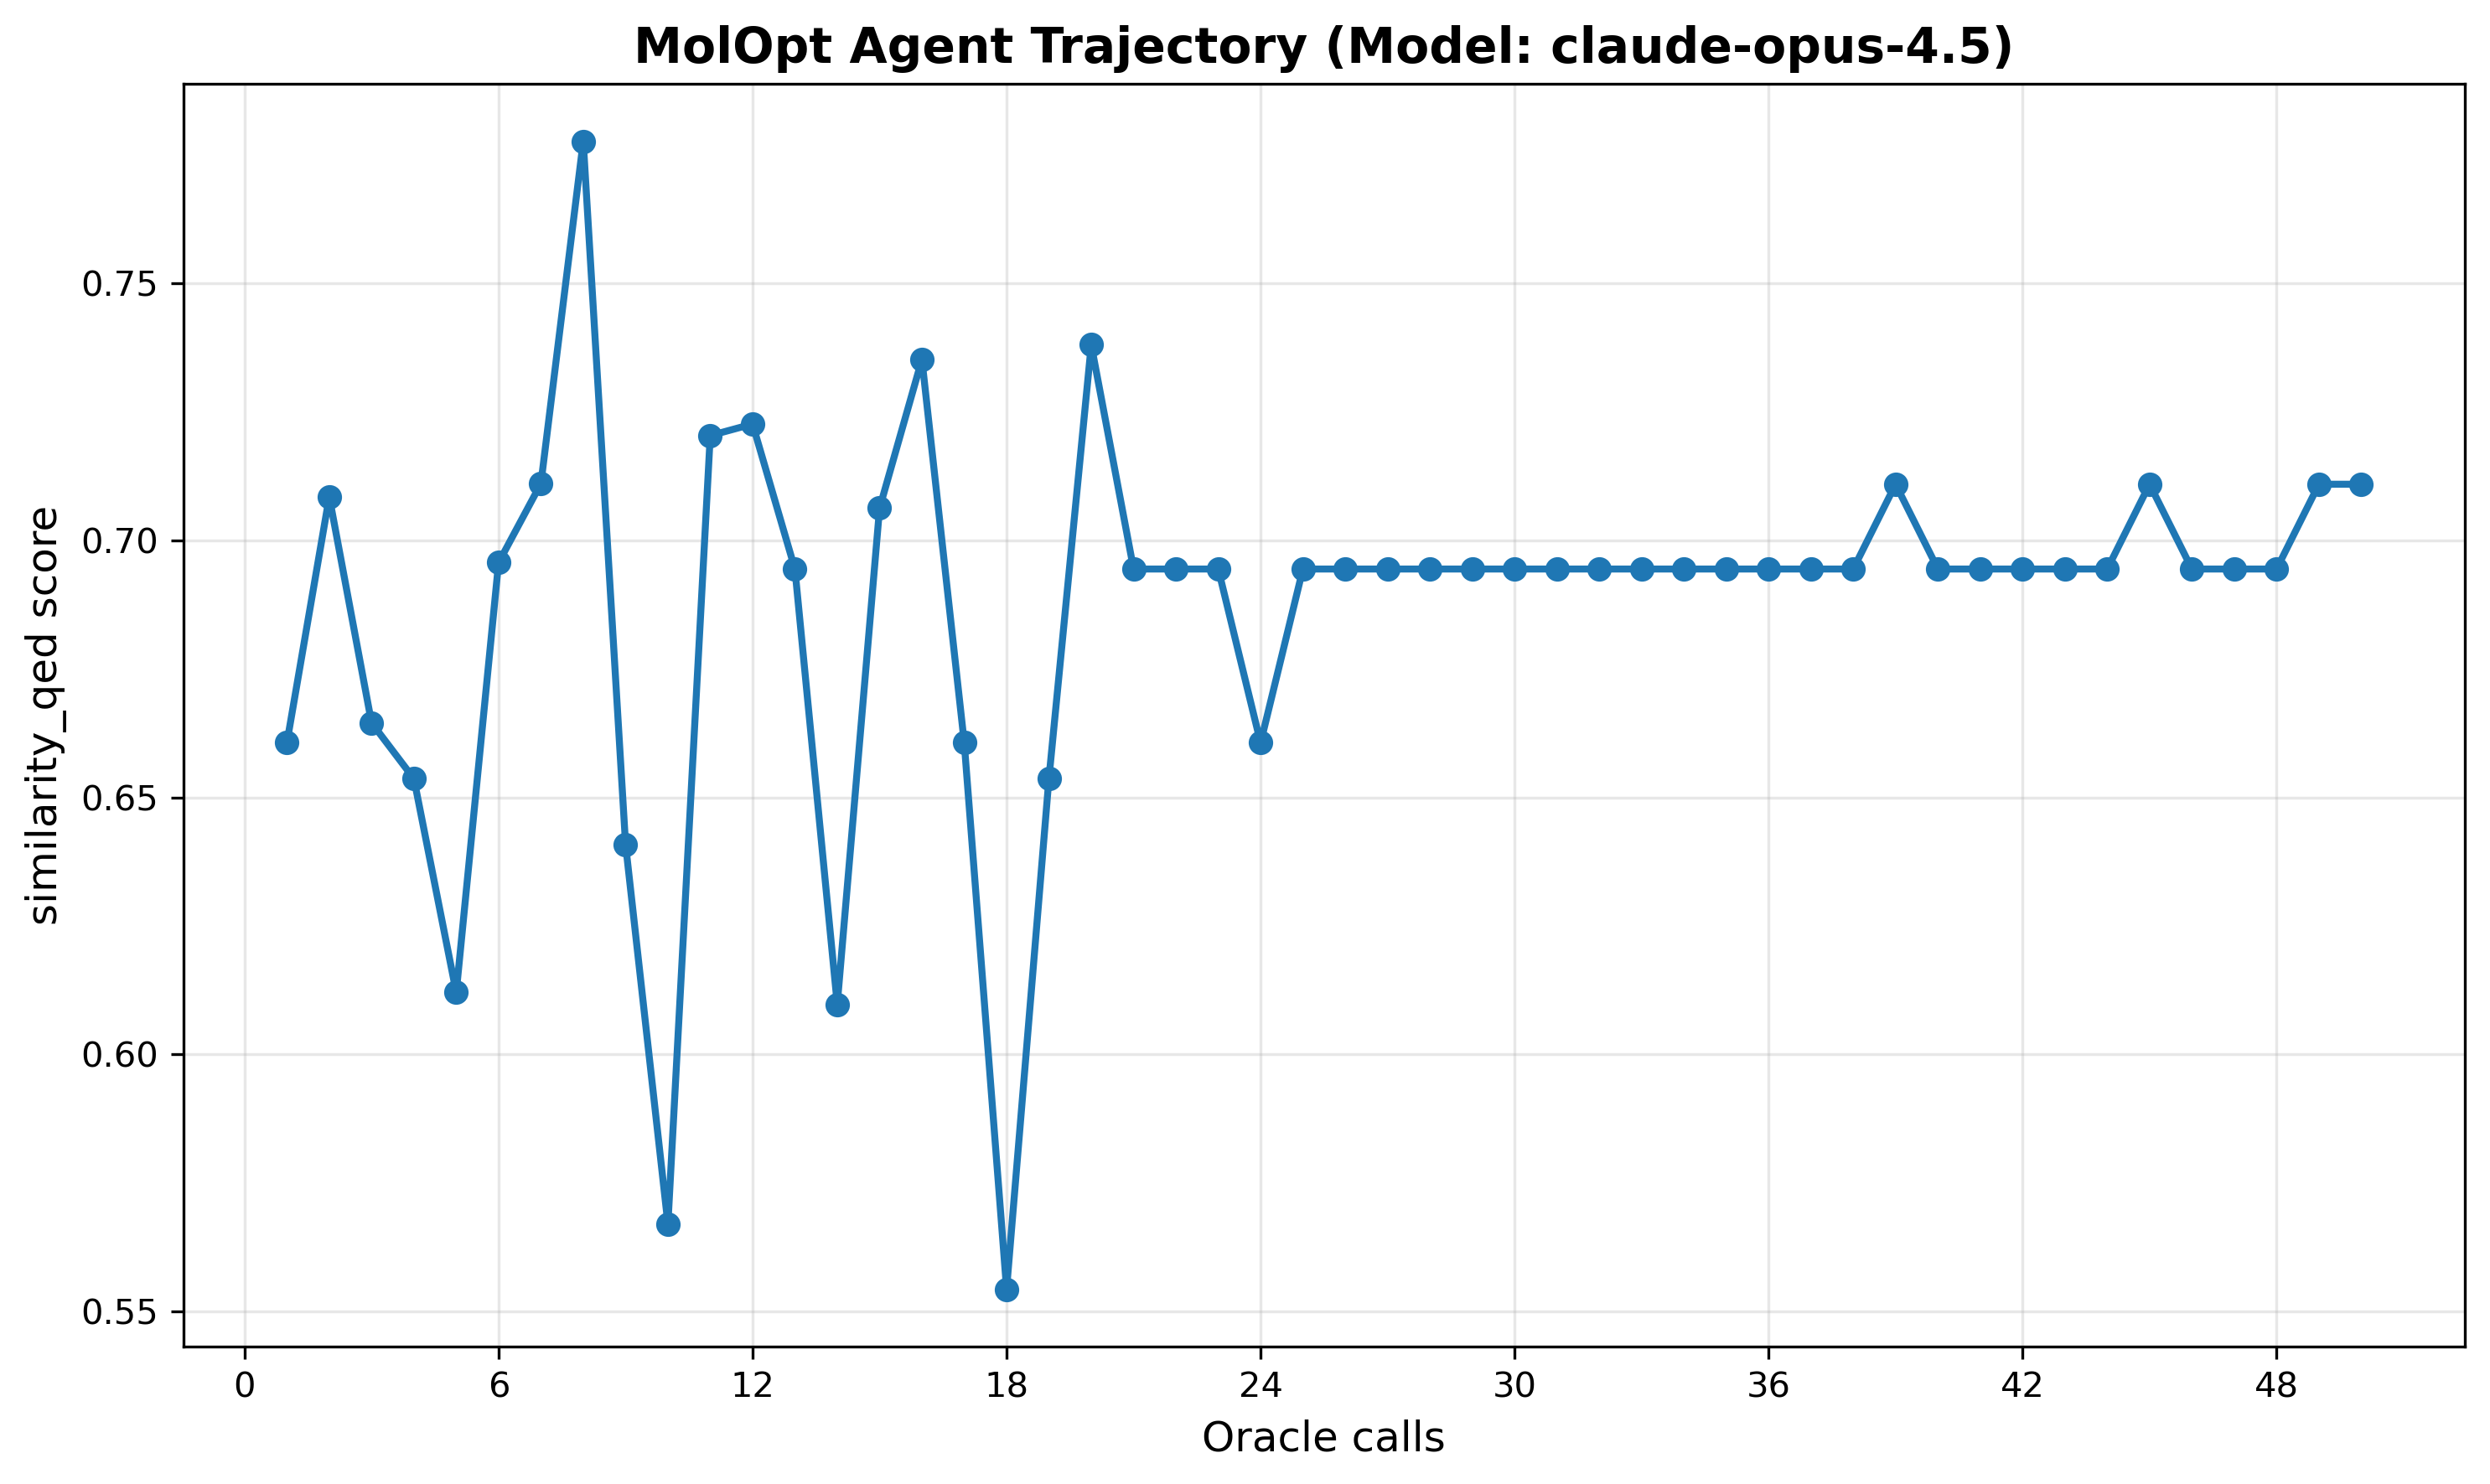 MolOpt Agent Trajectory (Model: claude-opus-4.5)
similarity_qed score
0.75
0.70
0.65
0.60
0.55
0 6 12 18 24 30 36 42 48
Oracle calls